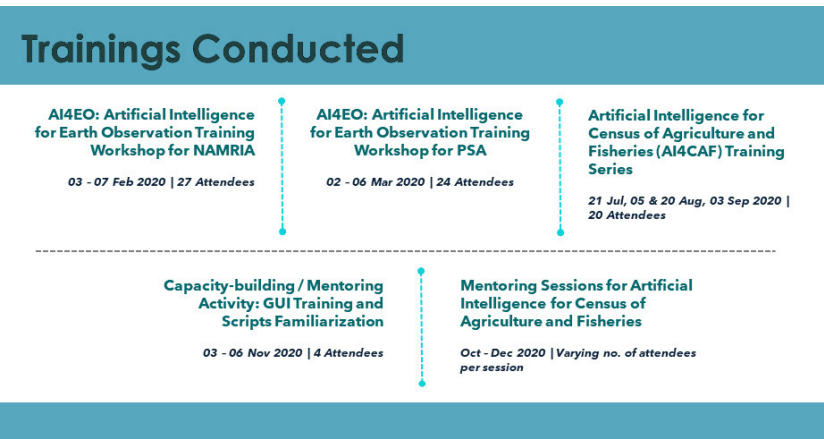 Trainings Conducted
AI4EO: Artificial Intelligence
for Earth Observation Training
Workshop for NAMRIA
03 – 07 Feb 2020 | 27 Attendees
AI4EO: Artificial Intelligence
for Earth Observation Training
Workshop for PSA
02 – 06 Mar 2020 | 24 Attendees
Artificial Intelligence for
Census of Agriculture and
Fisheries (AI4CAF) Training
Series
21 Jul, 05 & 20 Aug, 03 Sep 2020 |
20 Attendees
Capacity-building / Mentoring
Activity: GUI Training and
Scripts Familiarization
03 – 06 Nov 2020 | 4 Attendees
Mentoring Sessions for Artificial
Intelligence for Census of
Agriculture and Fisheries
Oct – Dec 2020 | Varying no. of attendees
per session